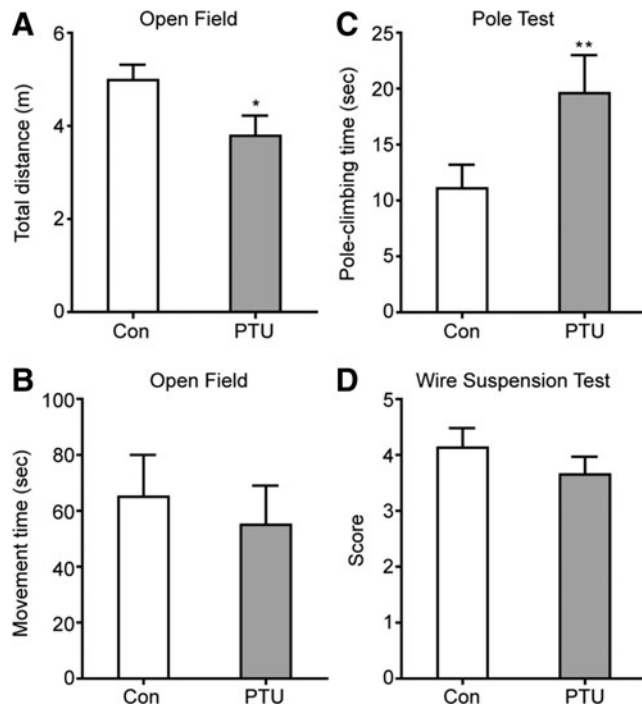 A
Open Field
Total distance (m)
6
4
2
0
*
Con
PTU
C
Pole Test
Pole-climbing time (sec)
25
20
15
10
5
0
**
Con
PTU
B
Open Field
Movement time (sec)
100
80
60
40
20
0
Con
PTU
D
Wire Suspension Test
Score
5
4
3
2
1
0
Con
PTU